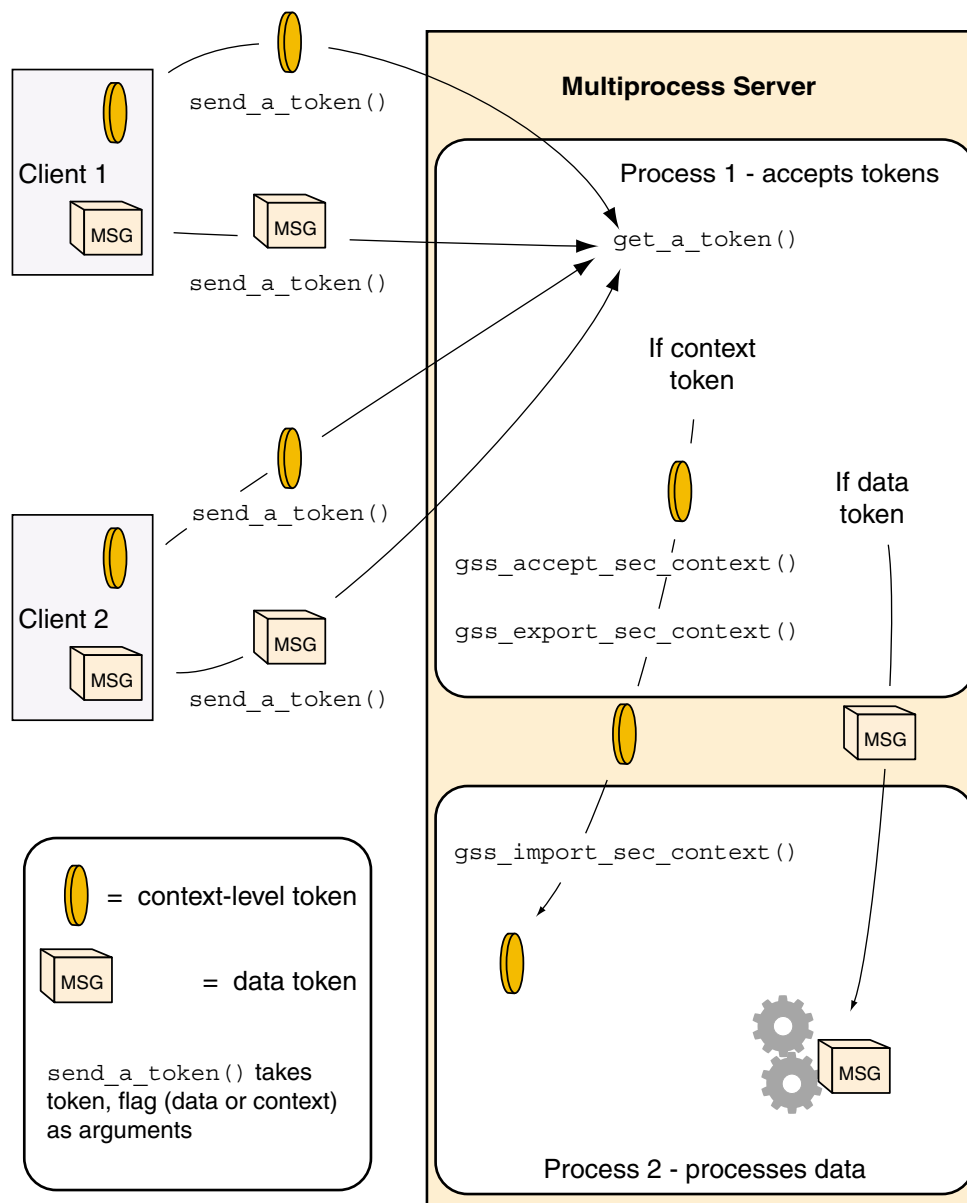 send_a_token()
Client 1
MSG
MSG
send_a_token()
send_a_token()
Client 2
MSG
MSG
send_a_token()
Multiprocess Server
Process 1 - accepts tokens
get_a_token()
If context
token
If data
token
gss_accept_sec_context()
gss_export_sec_context()
MSG
gss_import_sec_context()
MSG
Process 2 - processes data
= context-level token
MSG
= data token
send_a_token() takes
token, flag (data or context)
as arguments